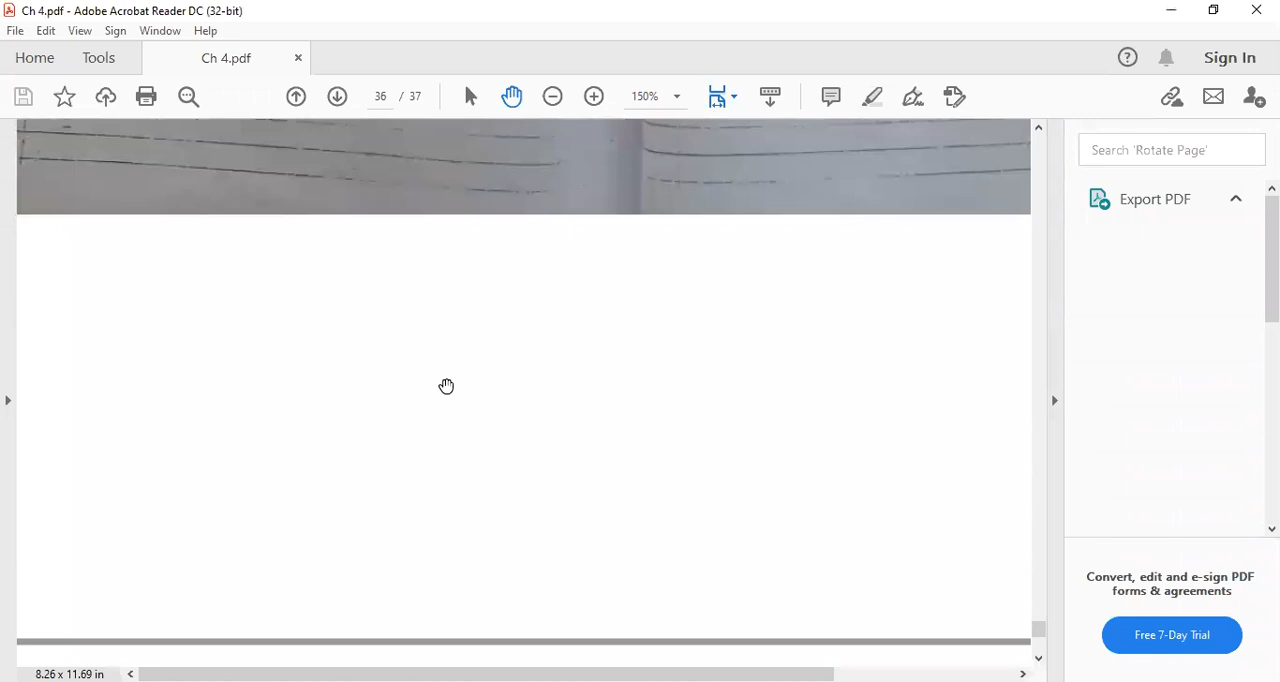 Ch 4.pdf - Adobe Acrobat Reader DC (32-bit)
File Edit View Sign Window Help
Home Tools Ch 4.pdf × Sign In
36 / 37 150%
Search 'Rotate Page'
Export PDF
Convert, edit and e-sign PDF
forms & agreements
Free 7-Day Trial
8.26 x 11.69 in